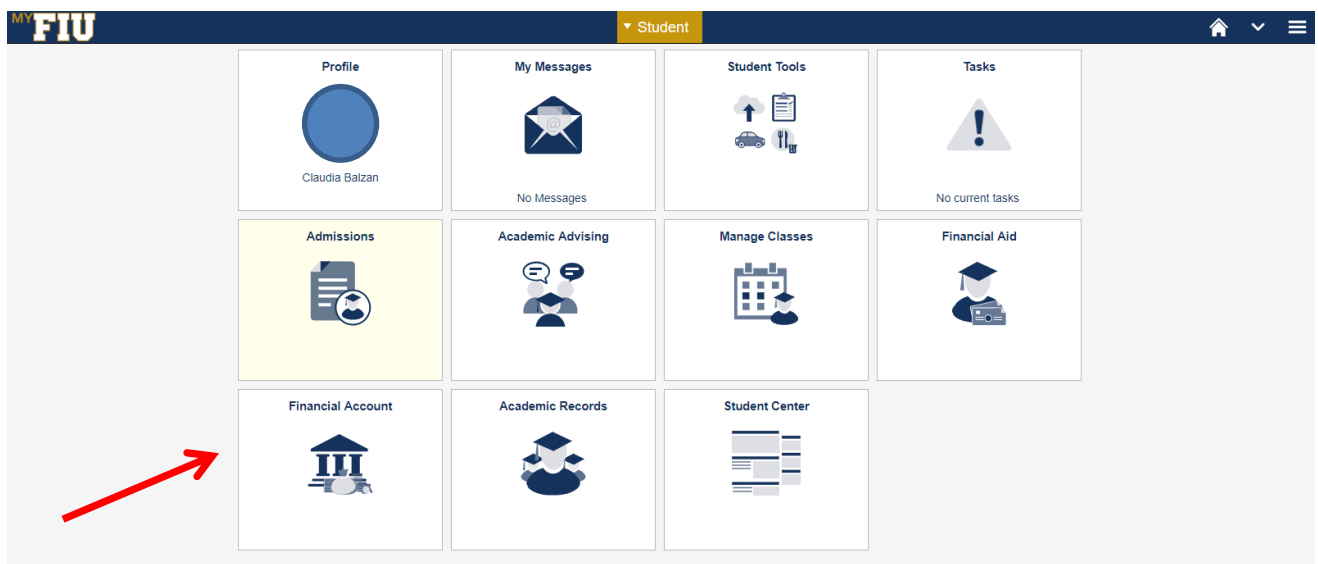 MY FIU
Student
Profile
My Messages
Student Tools
Tasks
@
Claudia Balzan
No Messages
No current tasks
Admissions
Academic Advising
Manage Classes
Financial Aid
Financial Account
Academic Records
Student Center